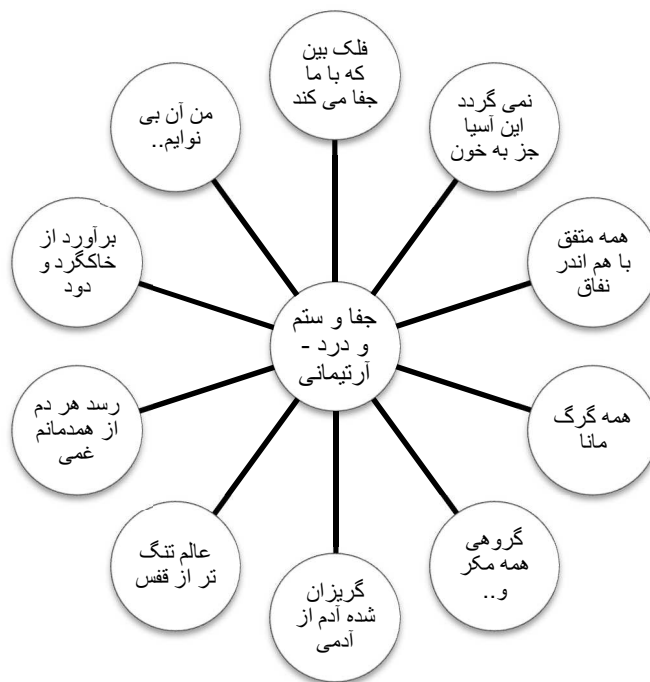 فلک بین
که با ما
جفا می کند
نمی گردد
این آسیا
جز به خون
همه متفق
با هم اندر
نفاق
همه گرگ
مانا
گروهی
همه مکر
و..
گریزان
شده آدم از
آدمی
عالم تنگ
تر از قفس
رسد هر دم
از همدمانم
غمی
برآورد از
خاکگرد و
دود
من آن بی
نوایم..
جفا و ستم
و درد -
آرتیمانی